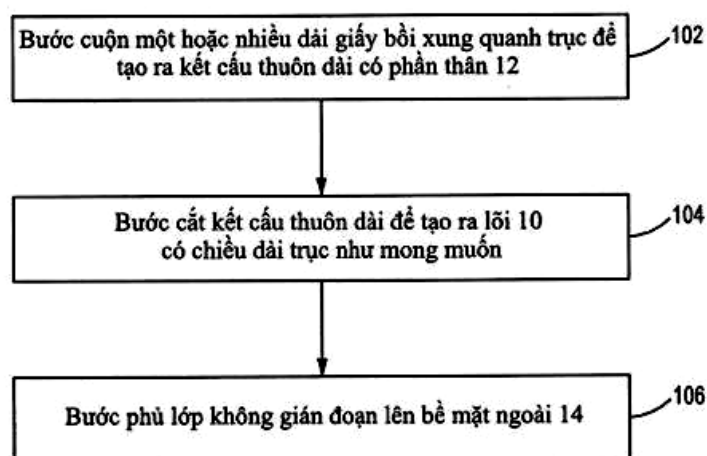 Bước cuộn một hoặc nhiều dải giấy bồi xung quanh trục để
tạo ra kết cấu thuôn dài có phần thân 12
102
Bước cắt kết cấu thuôn dài để tạo ra lõi 10
có chiều dài trục như mong muốn
104
Bước phủ lớp không gián đoạn lên bề mặt ngoài 14
106